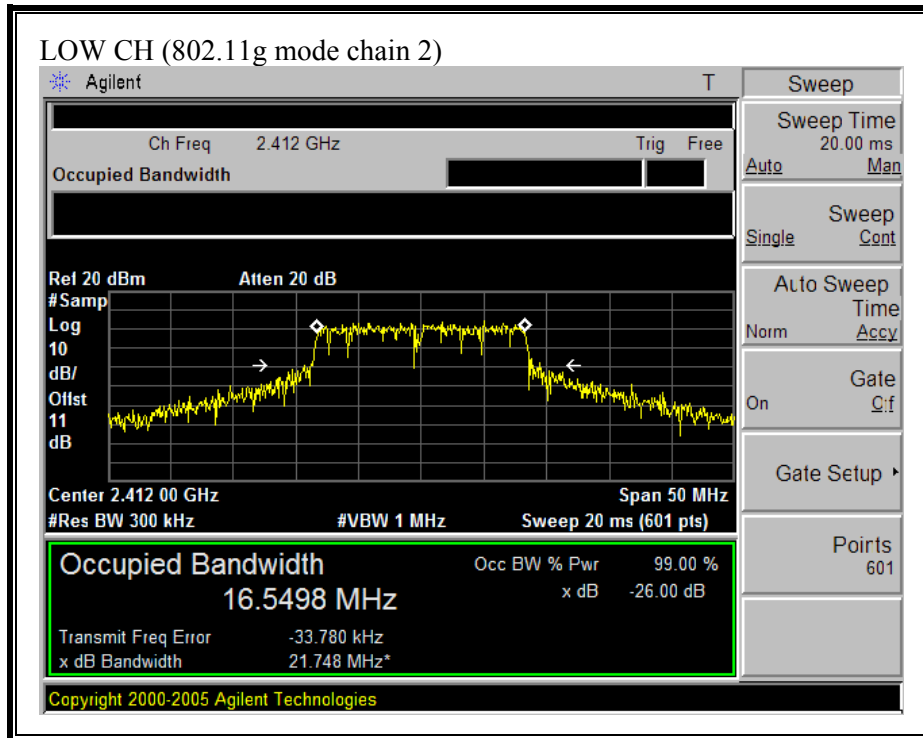 LOW CH (802.11g mode chain 2)
Agilent T
Ch Freq 2.412 GHz Trig Free
Occupied Bandwidth
Ref 20 dBm Atten 20 dB
#Samp
Log
10
dB/
Offst
11
dB
Center 2.412 00 GHz Span 50 MHz
#Res BW 300 kHz #VBW 1 MHz Sweep 20 ms (601 pts)
Occupied Bandwidth
16.5498 MHz
Occ BW % Pwr 99.00 %
x dB -26.00 dB
Transmit Freq Error -33.780 kHz
x dB Bandwidth 21.748 MHz*
Copyright 2000-2005 Agilent Technologies
Sweep
Sweep Time
20.00 ms
Auto Man
Sweep
Single Cont
Auto Sweep
Time
Norm Accy
Gate
On Off
Gate Setup
Points
601